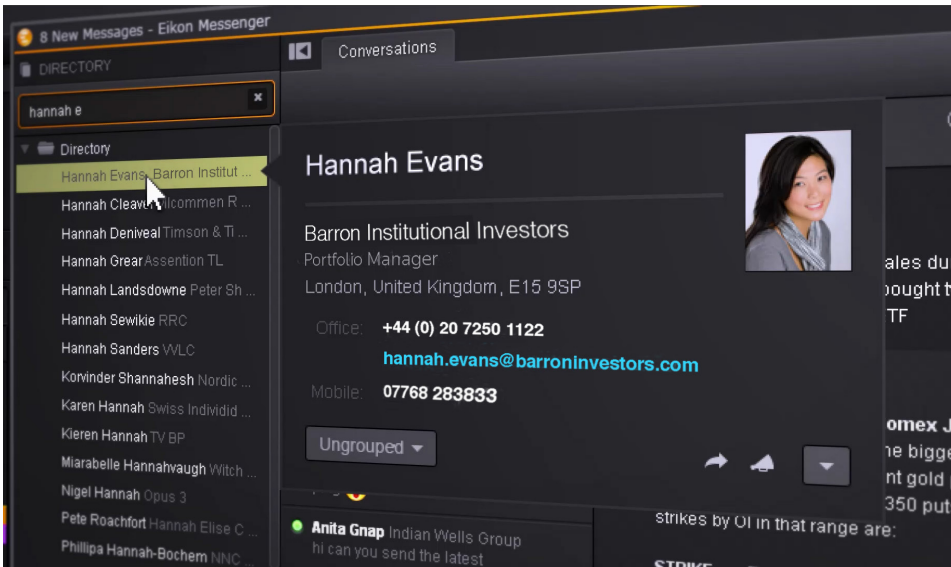 8 New Messages - Eikon Messenger
DIRECTORY
hannah e
Directory
Hannah Evans, Barron Institut ...
Hannah Cleaver
Hannah Deniveal Timson & Ti ...
Hannah Grear Assention TL
Hannah Landsdowne Peter Sh ...
Hannah Sewikie RRC
Hannah Sanders WLC
Korvinder Shannahesh Nordic ...
Karen Hannah Swiss Individid ...
Kieren Hannah TV BP
Miarabelle Hannahvaugh Witch ...
Nigel Hannah Opus 3
Pete Roachfort Hannah Elise C ...
Phillipa Hannah-Bochem NNC ...
Conversations
Hannah Evans
Barron Institutional Investors
Portfolio Manager
London, United Kingdom, E15 9SP
Office: +44 (0) 20 7250 1122
hannah.evans@barroninvestors.com
Mobile: 07768 283833
Ungrouped
Anita Gnap Indian Wells Group
hi can you send the latest
ales du
bought t
TF
omex J
he bigge
nt gold
350 put
strikes by OI in that range are:
STRIKE